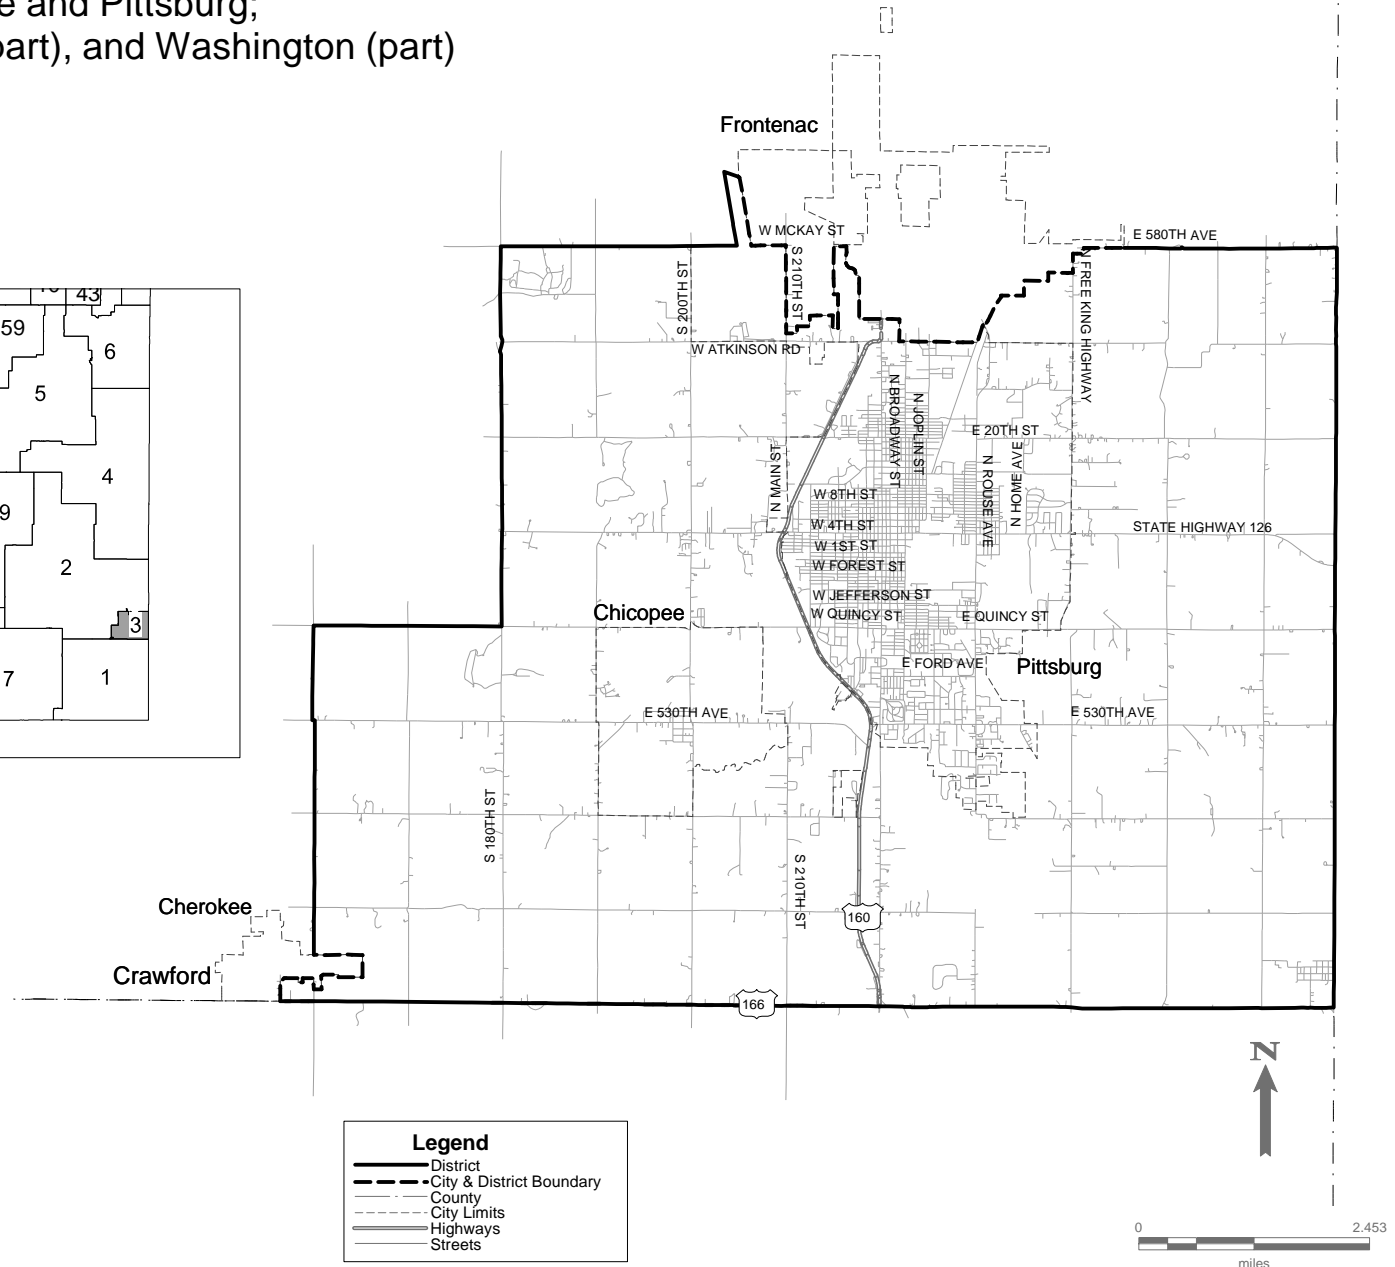 e and Pittsburg;
part), and Washington (part)
Frontenac
W MCKAY ST
E 580TH AVE
S 200TH ST
S 210TH ST
N FREE KING HIGHWAY
W ATKINSON RD
43
59
6
5
4
9
2
3
7
1
N BROADWAY ST
N JOPLIN ST
E 20TH ST
N MAIN ST
N ROUSE AVE
N HOME AVE
W 8TH ST
W 4TH ST
STATE HIGHWAY 126
W 1ST ST
W FOREST ST
W JEFFERSON ST
Chicopee
W QUINCY ST
E QUINCY ST
E FORD AVE
Pittsburg
E 530TH AVE
E 530TH AVE
S 180TH ST
S 210TH ST
Cherokee
160
Crawford
166
N
Legend
District
City & District Boundary
County
City Limits
Highways
Streets
0 2.453
miles